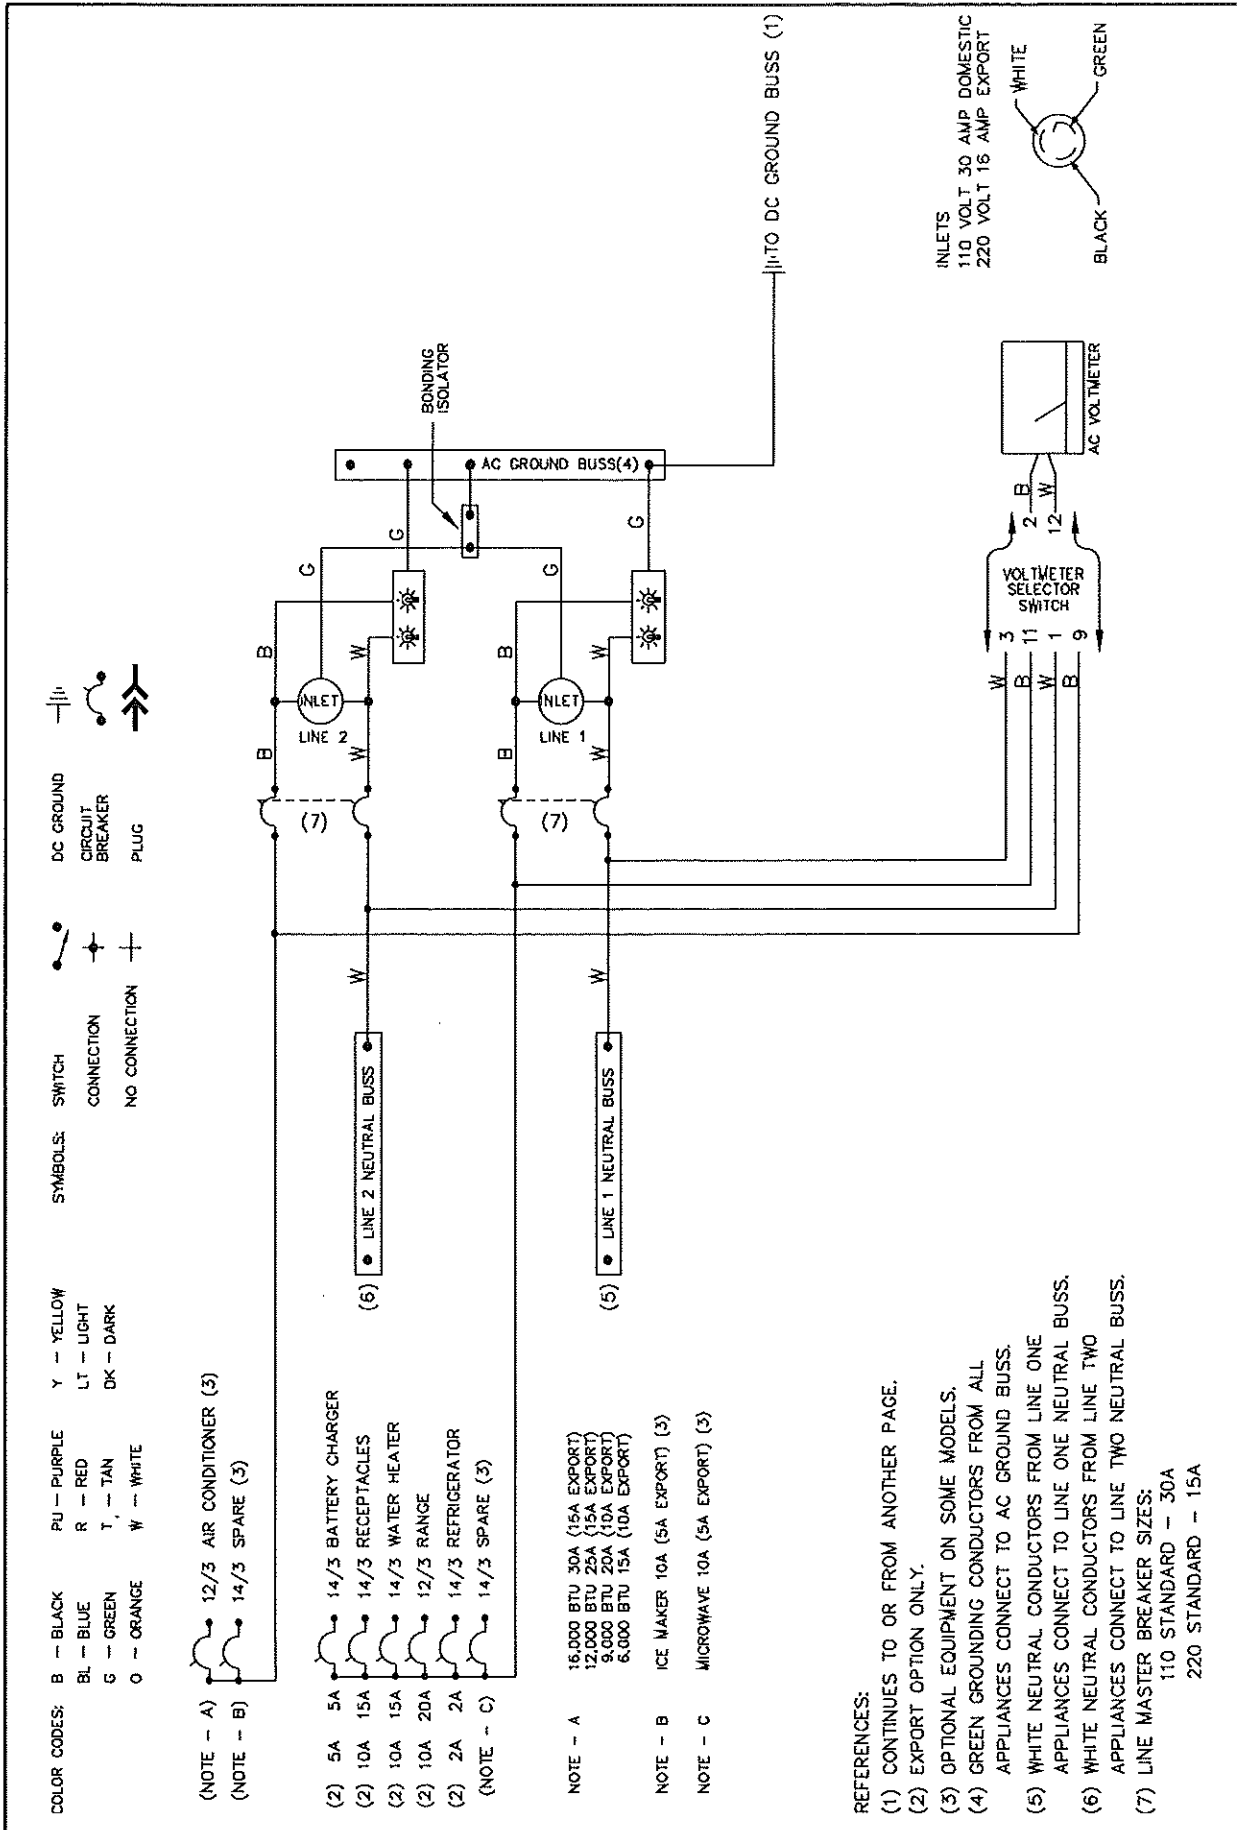 COLOR CODES: B – BLACK PU – PURPLE Y – YELLOW
BL – BLUE R – RED LT – LIGHT
G – GREEN T – TAN DK – DARK
O – ORANGE W – WHITE
SYMBOLS: SWITCH DC GROUND
CONNECTION CIRCUIT BREAKER
NO CONNECTION PLUG
(NOTE – A) 12/3 AIR CONDITIONER (3)
(NOTE – B) 14/3 SPARE (3)
(2) 5A 5A 14/3 BATTERY CHARGER
(2) 10A 15A 14/3 RECEPTACLES
(2) 10A 15A 14/3 WATER HEATER
(2) 10A 20A 12/3 RANGE
(2) 2A 2A 14/3 REFRIGERATOR
(NOTE – C) 14/3 SPARE (3)
NOTE – A 16,000 BTU 30A (15A EXPORT)
12,000 BTU 25A (15A EXPORT)
9,000 BTU 20A (10A EXPORT)
6,000 BTU 15A (10A EXPORT)
NOTE – B ICE MAKER 10A (5A EXPORT) (3)
NOTE – C MICROWAVE 10A (5A EXPORT) (3)
(6) LINE 2 NEUTRAL BUSS
W
(5) LINE 1 NEUTRAL BUSS
W
(7)
B
W
INLET
LINE 2
B
W
G
G
(7)
B
W
INLET
LINE 1
B
W
G
G
BONDING
ISOLATOR
AC GROUND BUSS(4)
TO DC GROUND BUSS (1)
W 3
B 11
W 1
B 9
VOLTMETER
SELECTOR
SWITCH
2 B
12 W
AC VOLTMETER
INLETS
110 VOLT 30 AMP DOMESTIC
220 VOLT 16 AMP EXPORT
WHITE
BLACK
GREEN
REFERENCES:
(1) CONTINUES TO OR FROM ANOTHER PAGE.
(2) EXPORT OPTION ONLY.
(3) OPTIONAL EQUIPMENT ON SOME MODELS.
(4) GREEN GROUNDING CONDUCTORS FROM ALL
APPLIANCES CONNECT TO AC GROUND BUSS.
(5) WHITE NEUTRAL CONDUCTORS FROM LINE ONE
APPLIANCES CONNECT TO LINE ONE NEUTRAL BUSS.
(6) WHITE NEUTRAL CONDUCTORS FROM LINE TWO
APPLIANCES CONNECT TO LINE TWO NEUTRAL BUSS.
(7) LINE MASTER BREAKER SIZES:
110 STANDARD – 30A
220 STANDARD – 15A